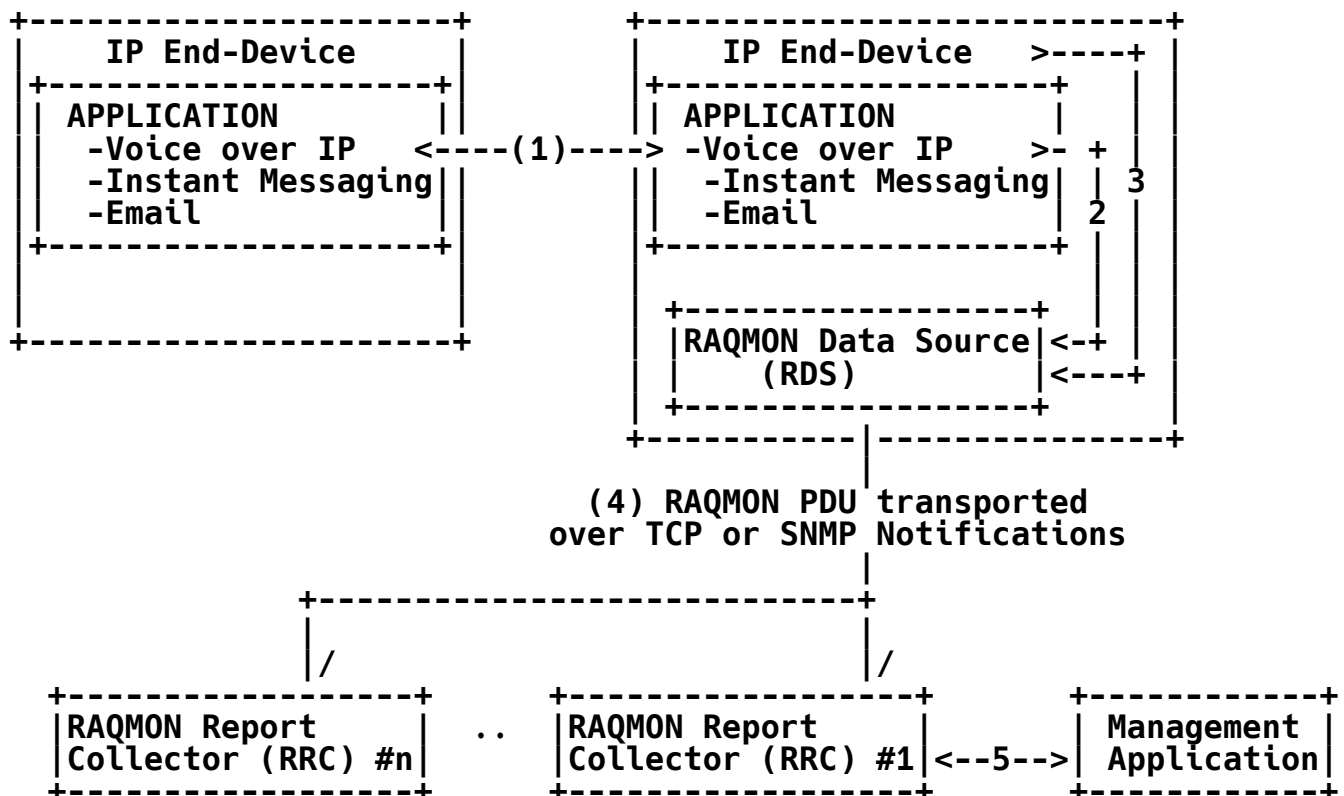 IP End-Device IP End-Device
APPLICATION APPLICATION
-Voice over IP (1) -Voice over IP
-Instant Messaging -Instant Messaging 3
-Email -Email 2
RAQMON Data Source
(RDS)
(4) RAQMON PDU transported
over TCP or SNMP Notifications
RAQMON Report .. RAQMON Report Management
Collector (RRC) #n Collector (RRC) #1 5 Application